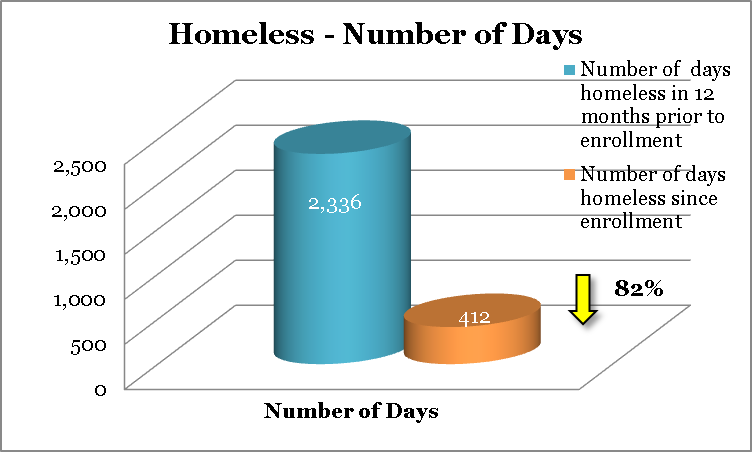 Homeless - Number of Days
Number of days
homeless in 12
months prior to
enrollment
Number of days
homeless since
enrollment
2,500
2,000
1,500
1,000
500
0
2,336
412
82%
Number of Days